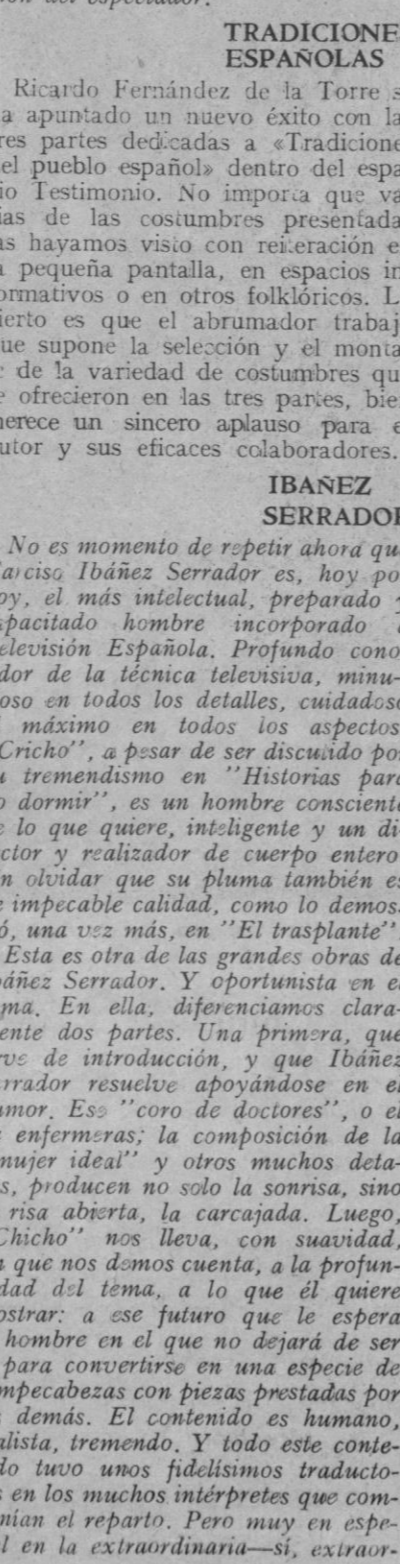 ón del espectador.
TRADICIONE
ESPAÑOLAS
Ricardo Fernández de la Torre s
a apuntado un nuevo éxito con la
res partes dedicadas a «Tradicione
el pueblo español» dentro del espa
io Testimonio. No importa que va
ias de las costumbres presentada
as hayamos visto con reiteración e
a pequeña pantalla, en espacios in
ormativos o en otros folklóricos. L
ierto es que el abrumador trabaj
ue supone la selección y el monta
e de la variedad de costumbres qu
e ofrecieron en las tres partes, bie
nerece un sincero aplauso para e
utor y sus eficaces colaboradores.
IBAÑEZ
SERRADOR
No es momento de repetir ahora qu
arciso Ibáñez Serrador es, hoy po
oy, el más intelectual, preparado y
apacitado hombre incorporado a
elevisión Española. Profundo cono
dor de la técnica televisiva, minu-
oso en todos los detalles, cuidados
l máximo en todos los aspectos
Cricho", a pesar de ser discutido po
u tremendismo en "Historias para
o dormir", es un hombre consciente
e lo que quiere, inteligente y un di
ector y realizador de cuerpo entero
in olvidar que su pluma también es
e impecable calidad, como lo demos.
ó, una vez más, en "El trasplante"
Esta es otra de las grandes obras de
báñez Serrador. Y oportunista en el
ma. En ella, diferenciamos clara-
ente dos partes. Una primera, que
rve de introducción, y que Ibáñez
rrador resuelve apoyándose en el
umor. Ese "coro de doctores", o el
e enfermeras; la composición de la
mujer ideal" y otros muchos deta-
s, producen no solo la sonrisa, sino
risa abierta, la carcajada. Luego,
Chicho" nos lleva, con suavidad,
n que nos demos cuenta, a la profun-
dad del tema, a lo que él quiere
ostrar: a ese futuro que le espera
hombre en el que no dejará de ser
para convertirse en una especie de
mpecabezas con piezas prestadas por
s demás. El contenido es humano,
alista, tremendo. Y todo este conte-
do tuvo unos fidelísimos traducto-
s en los muchos intérpretes que com-
nían el reparto. Pero muy en espe-
l en la extraordinaria—sí, extraor-